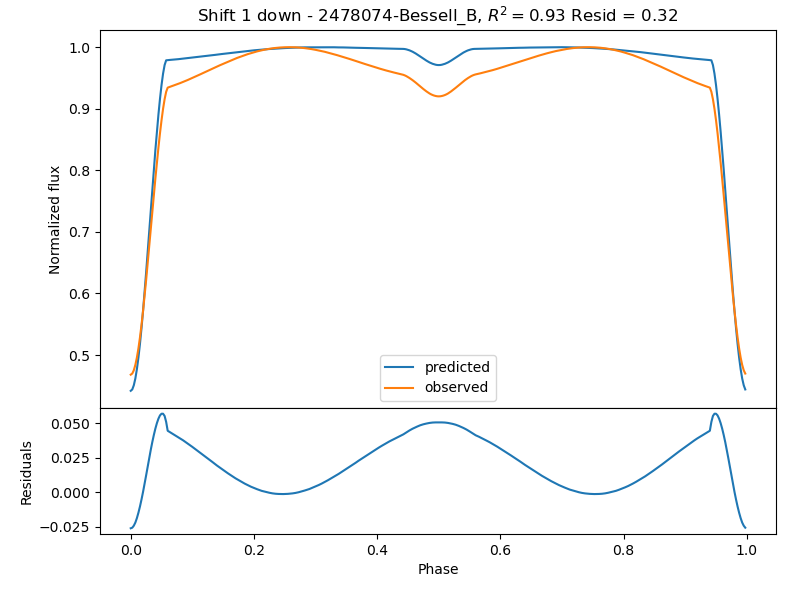 Shift 1 down - 2478074-Bessell_B, R² = 0.93 Resid = 0.32
1.0
0.9
0.8
0.7
0.6
0.5
Normalized flux
predicted
observed
0.050
0.025
0.000
−0.025
Residuals
0.0 0.2 0.4 0.6 0.8 1.0
Phase